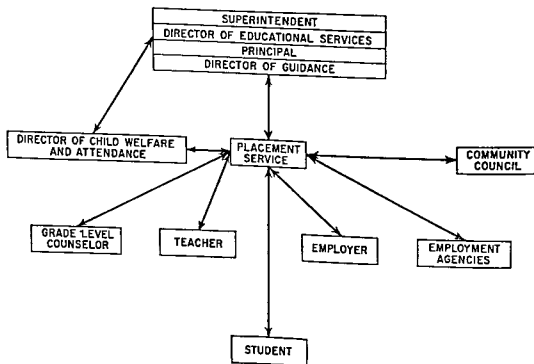 SUPERINTENDENT
DIRECTOR OF EDUCATIONAL SERVICES
PRINCIPAL
DIRECTOR OF GUIDANCE
DIRECTOR OF CHILD WELFARE
AND ATTENDANCE
PLACEMENT
SERVICE
COMMUNITY
COUNCIL
GRADE LEVEL
COUNSELOR
TEACHER
EMPLOYER
EMPLOYMENT
AGENCIES
STUDENT